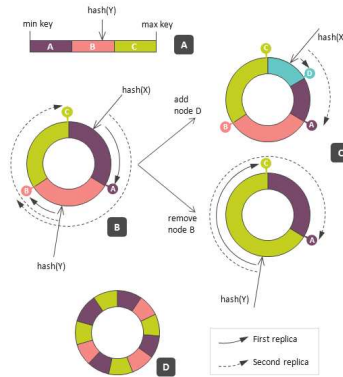 hash(Y)
min key
max key
A
B
C
A
hash(X)
C
D
A
B
add
node D
hash(X)
B
A
C
remove
node B
C
A
B
hash(Y)
hash(Y)
D
First replica
Second replica